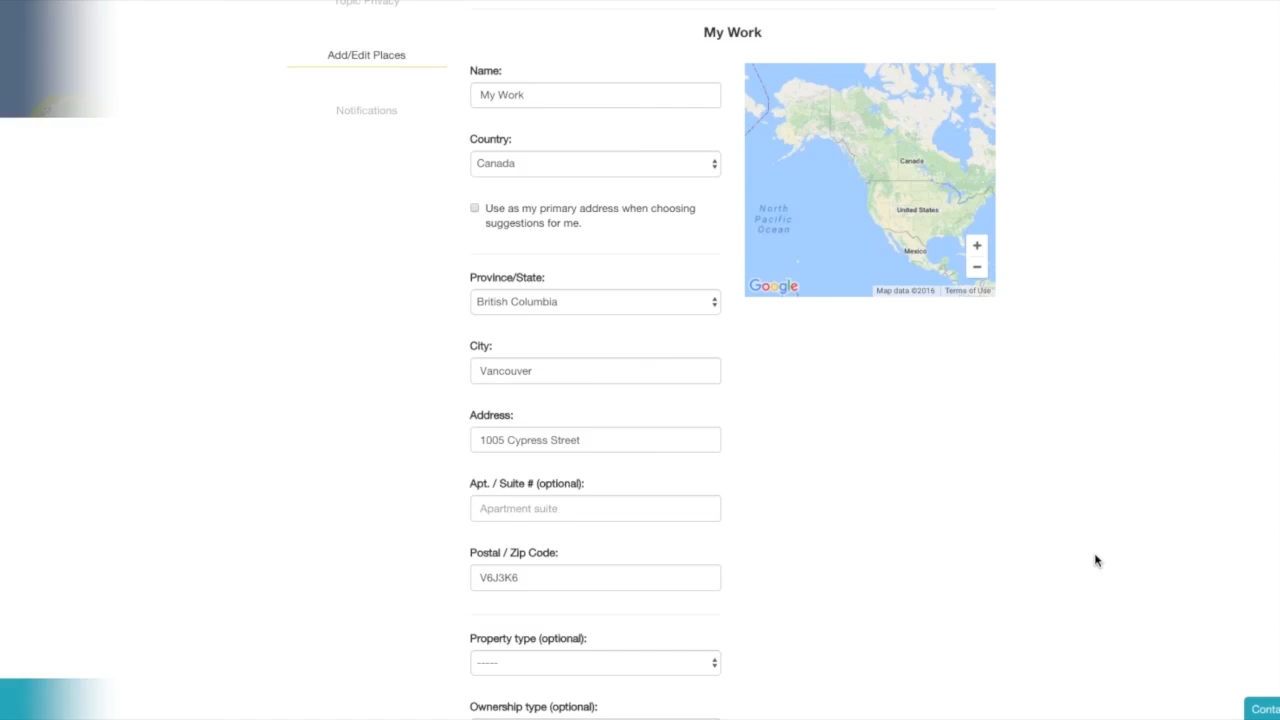 Topic Privacy
My Work
Add/Edit Places
Notifications
Name:
My Work
Country:
Canada
Use as my primary address when choosing
suggestions for me.
Province/State:
British Columbia
City:
Vancouver
Address:
1005 Cypress Street
Apt. / Suite # (optional):
Apartment suite
Postal / Zip Code:
V6J3K6
Property type (optional):
-----
Ownership type (optional):
Canada
United States
Mexico
North
Pacific
Ocean
+
−
Google
Map data ©2016
Terms of Use
Conta